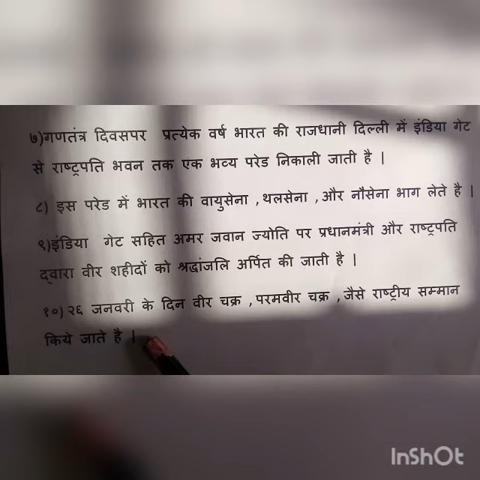 ७)गणतंत्र दिवसपर प्रत्येक वर्ष भारत की राजधानी दिल्ली में इंडिया गेट
से राष्ट्रपति भवन तक एक भव्य परेड निकाली जाती है |
८) इस परेड में भारत की वायुसेना ,थलसेना ,और नौसेना भाग लेते है |
९)इंडिया गेट सहित अमर जवान ज्योति पर प्रधानमंत्री और राष्ट्रपति
द्वारा वीर शहीदों को श्रद्धांजलि अर्पित की जाती है |
१०) २६ जनवरी के दिन वीर चक्र ,परमवीर चक्र ,जैसे राष्ट्रीय सम्मान
किये जाते है |
InShOt